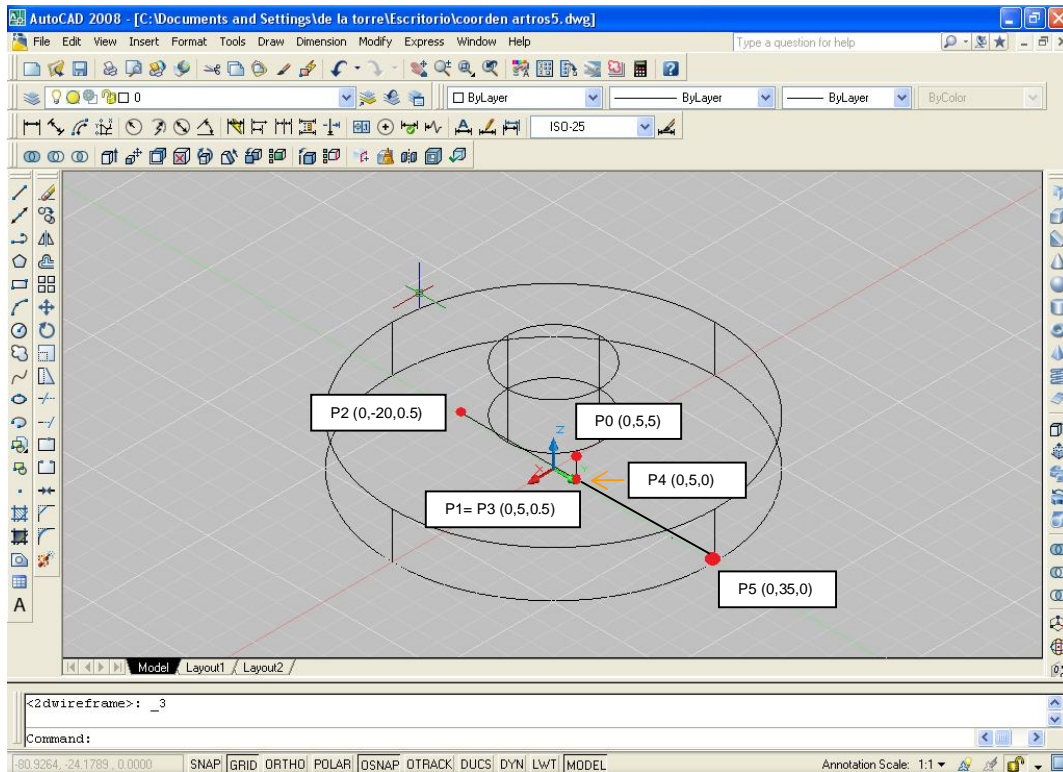 AutoCAD 2008 - [C:\Documents and Settings\de la torre\Escritorio\coorden artros5.dwg]
File Edit View Insert Format Tools Draw Dimension Modify Express Window Help
Type a question for help
0
ByLayer
ByLayer
ByLayer
ByColor
ISO-25
P2 (0,-20,0.5)
P0 (0,5,5)
Z
X
Y
P4 (0,5,0)
P1= P3 (0,5,0.5)
P5 (0,35,0)
A
Model Layout1 Layout2
<2dwireframe>: _3
Command:
-80.9264, -24.1789, 0.0000 SNAP GRID ORTHO POLAR OSNAP OTRACK DUCS DYN LWT MODEL Annotation Scale: 1:1